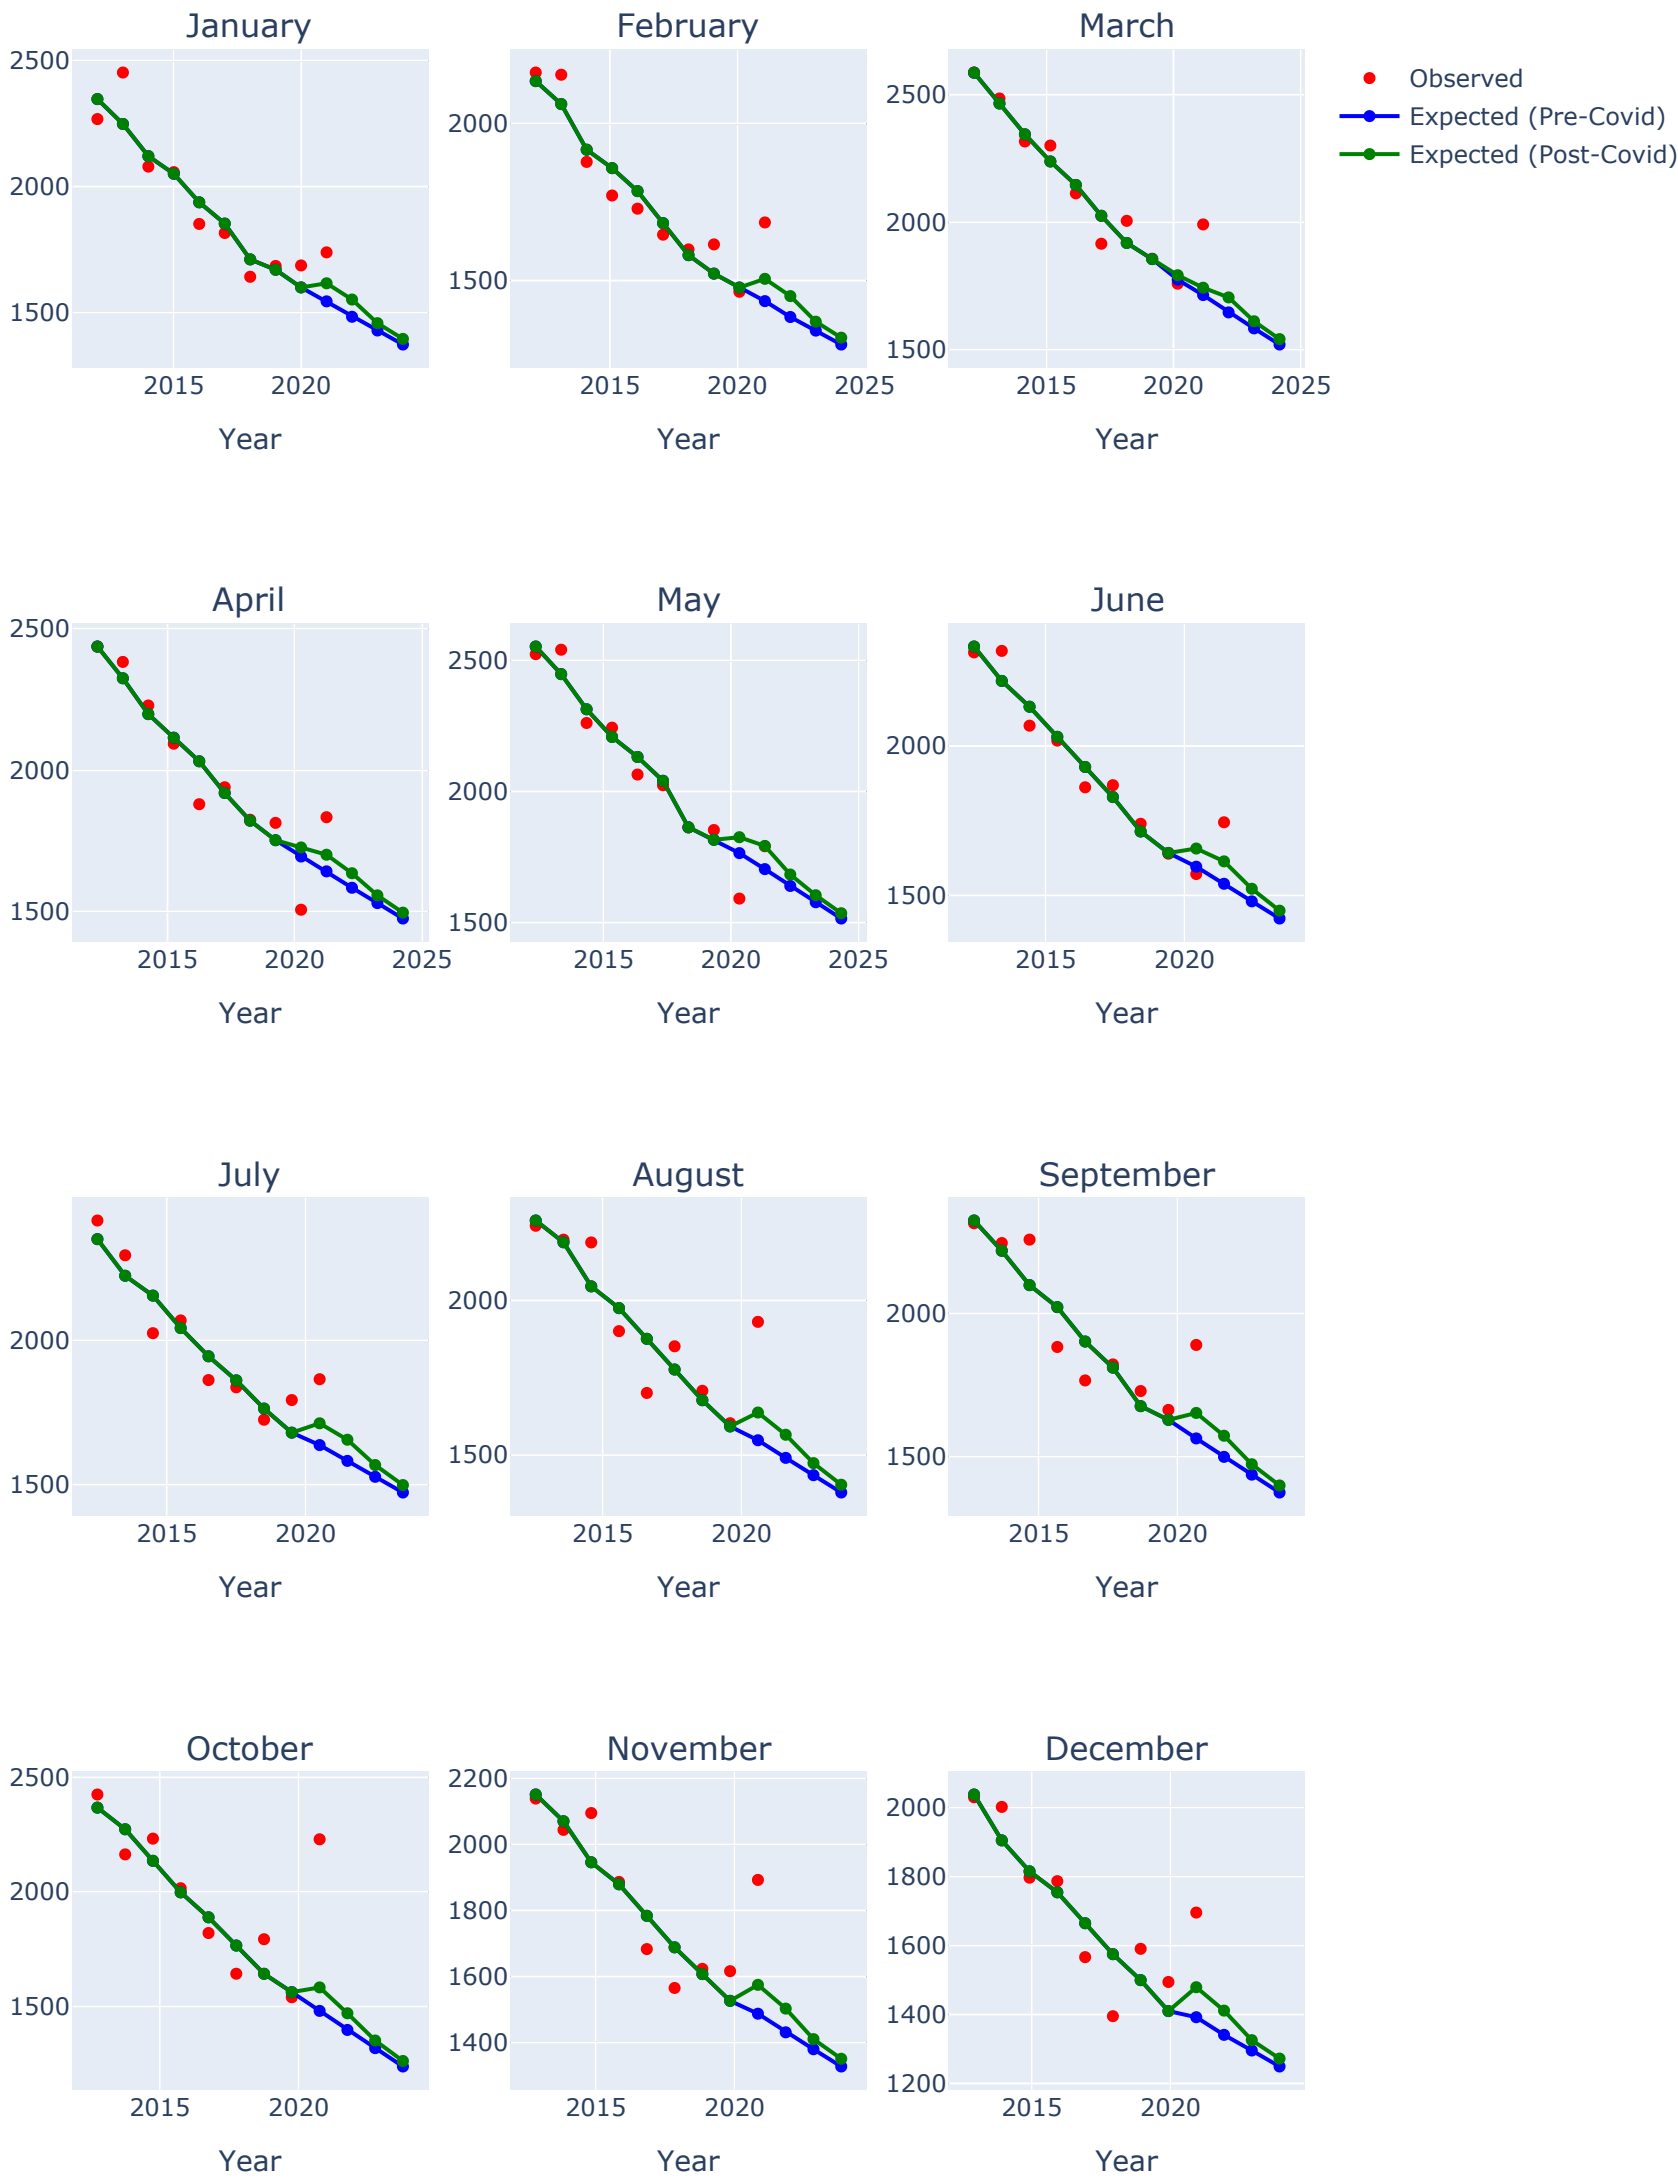 January
February
March
2500
2000
1500
2015
2020
Year
2000
1500
2015
2020
2025
Year
2500
2000
1500
2015
2020
2025
Year
Observed
Expected (Pre-Covid)
Expected (Post-Covid)
April
May
June
2500
2000
1500
2015
2020
2025
Year
2500
2000
1500
2015
2020
2025
Year
2000
1500
2015
2020
Year
July
August
September
2000
1500
2015
2020
Year
2000
1500
2015
2020
Year
2000
1500
2015
2020
Year
October
November
December
2500
2000
1500
2015
2020
Year
2200
2000
1800
1600
1400
2015
2020
Year
2000
1800
1600
1400
1200
2015
2020
Year